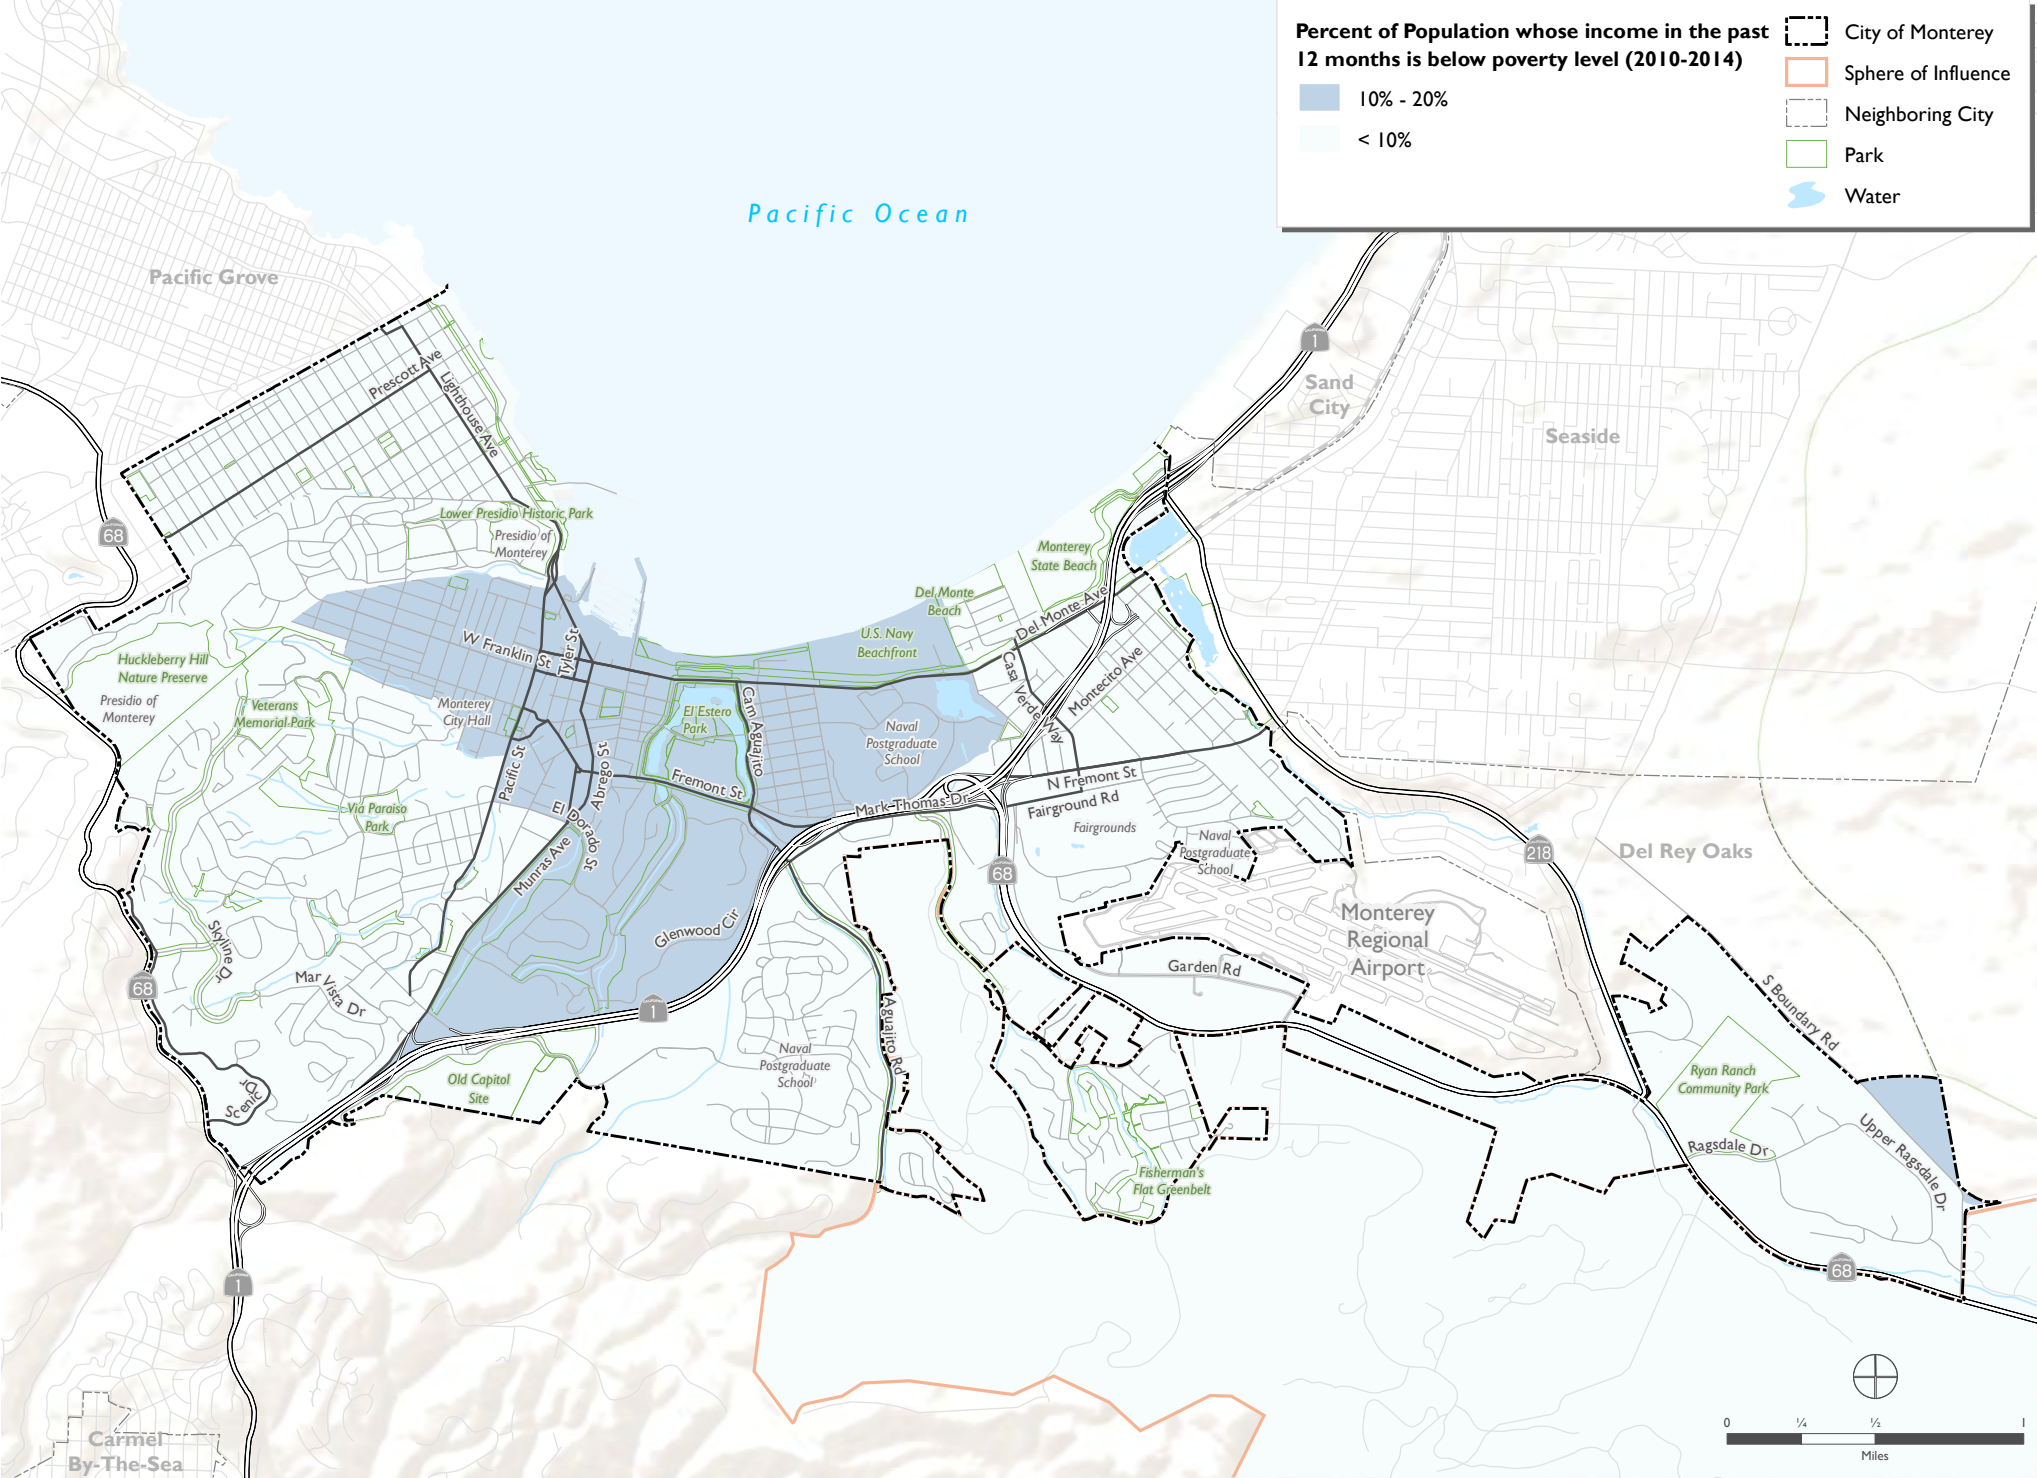 Percent of Population whose income in the past
12 months is below poverty level (2010-2014)
10% - 20%
< 10%
City of Monterey
Sphere of Influence
Neighboring City
Park
Water
Pacific Ocean
Pacific Grove
Prescott Ave
Lighthouse Ave
1
Sand
City
Seaside
68
Lower Presidio Historic Park
Presidio of
Monterey
Monterey
State Beach
Del Monte
Beach
Del Monte Ave
U.S. Navy
Beachfront
W Franklin St
Tyler St
Huckleberry Hill
Nature Preserve
Presidio of
Monterey
Veterans
Memorial Park
Monterey
City Hall
El Estero
Park
Cam Aguajito
Casa Verde Way
Montecito Ave
Naval
Postgraduate
School
Pacific St
Abrego St
Fremont St
N Fremont St
Mark Thomas Dr
Fairground Rd
Fairgrounds
Via Paraiso
Park
El Dorado St
Munras Ave
Naval
Postgraduate
School
218
Del Rey Oaks
68
Monterey
Regional
Airport
Glenwood Cir
Skyline Dr
Garden Rd
68
Mar Vista Dr
1
S Boundary Rd
Aguajito Rd
Naval
Postgraduate
School
Old Capitol
Site
Scenic Dr
Ryan Ranch
Community Park
Upper Ragsdale Dr
Ragsdale Dr
Fisherman's
Flat Greenbelt
1
68
Carmel
By-The-Sea
0 ¼ ½ 1
Miles